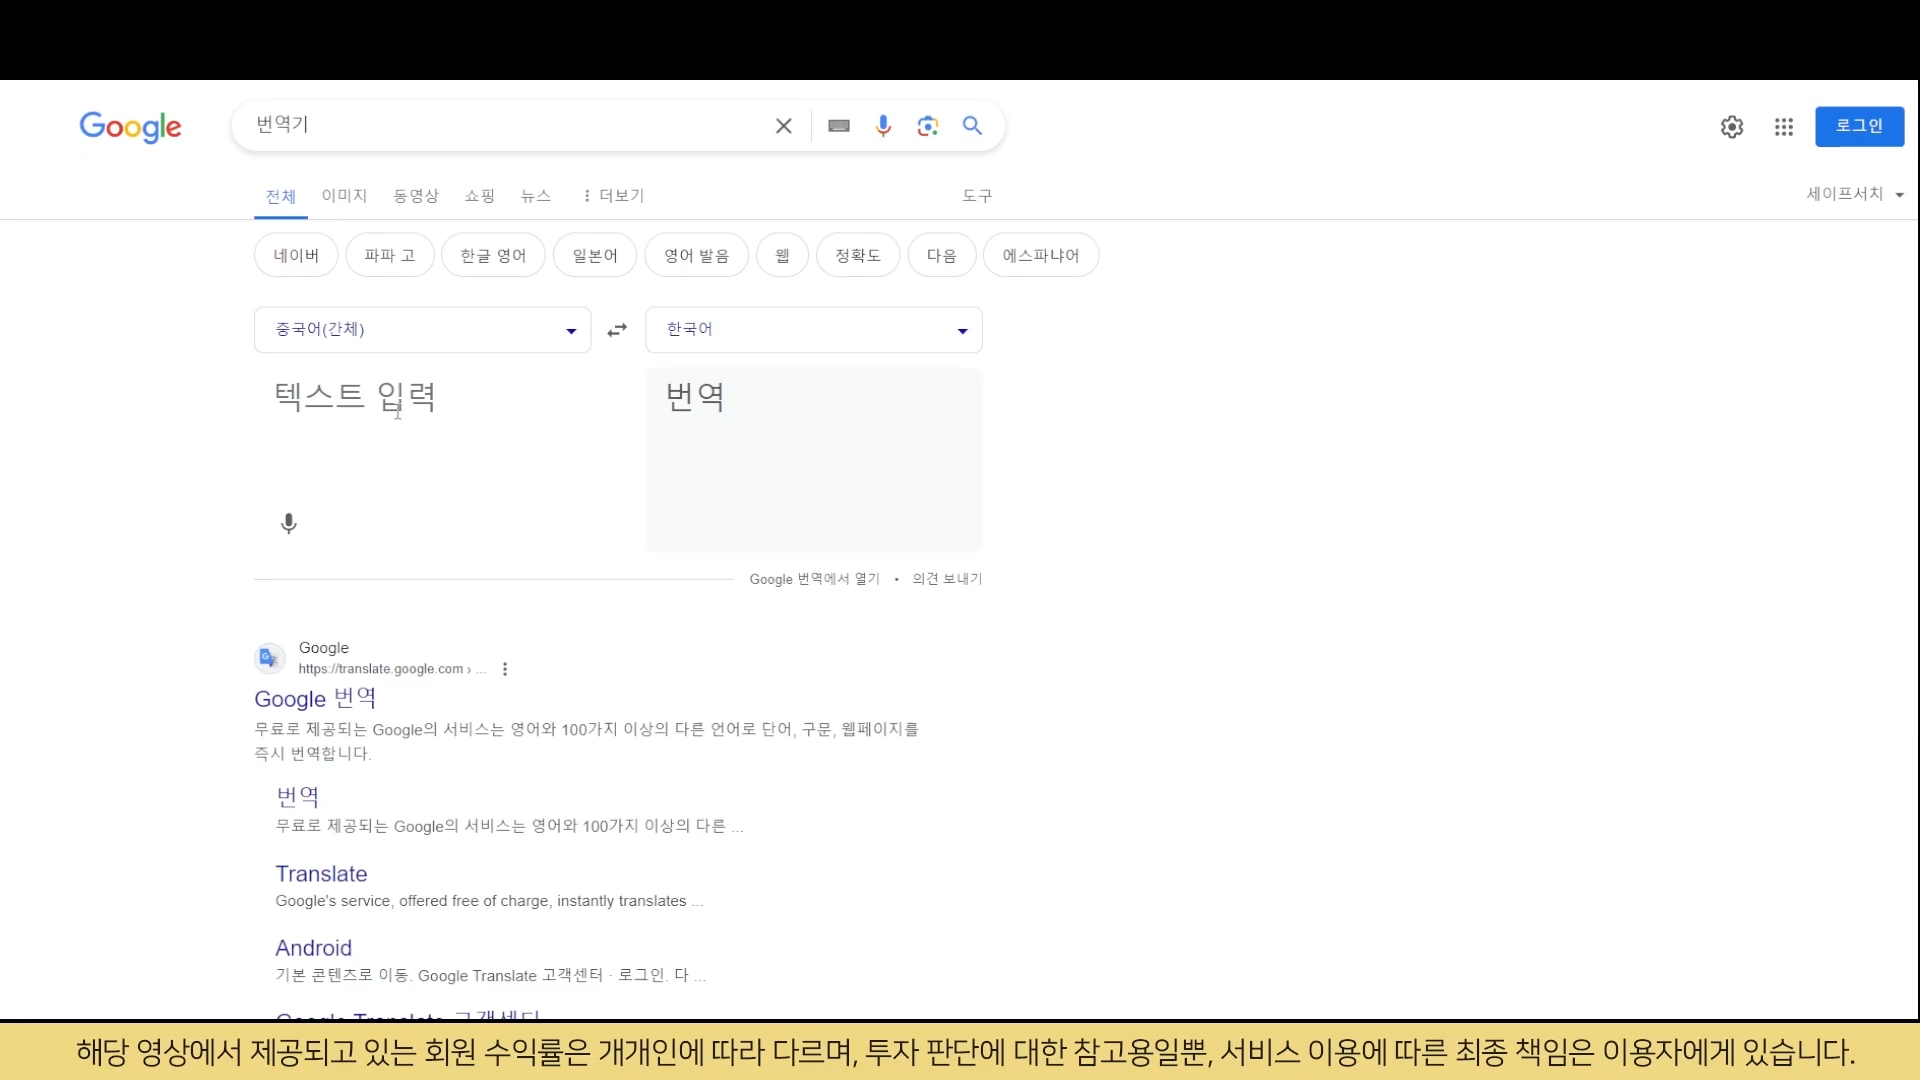 Google
번역기
로그인
전체 이미지 동영상 쇼핑 뉴스 더보기 도구 세이프서치
네이버 파파 고 한글 영어 일본어 영어 발음 웹 정확도 다음 에스파냐어
중국어(간체) 한국어
텍스트 입력 번역
Google 번역에서 열기 • 의견 보내기
Google
https://translate.google.com › ...
Google 번역
무료로 제공되는 Google의 서비스는 영어와 100가지 이상의 다른 언어로 단어, 구문, 웹페이지를
즉시 번역합니다.
번역
무료로 제공되는 Google의 서비스는 영어와 100가지 이상의 다른 ...
Translate
Google's service, offered free of charge, instantly translates ...
Android
기본 콘텐츠로 이동. Google Translate 고객센터 · 로그인. 다 ...
Google Translate 고객센터
해당 영상에서 제공되고 있는 회원 수익률은 개개인에 따라 다르며, 투자 판단에 대한 참고용일뿐, 서비스 이용에 따른 최종 책임은 이용자에게 있습니다.